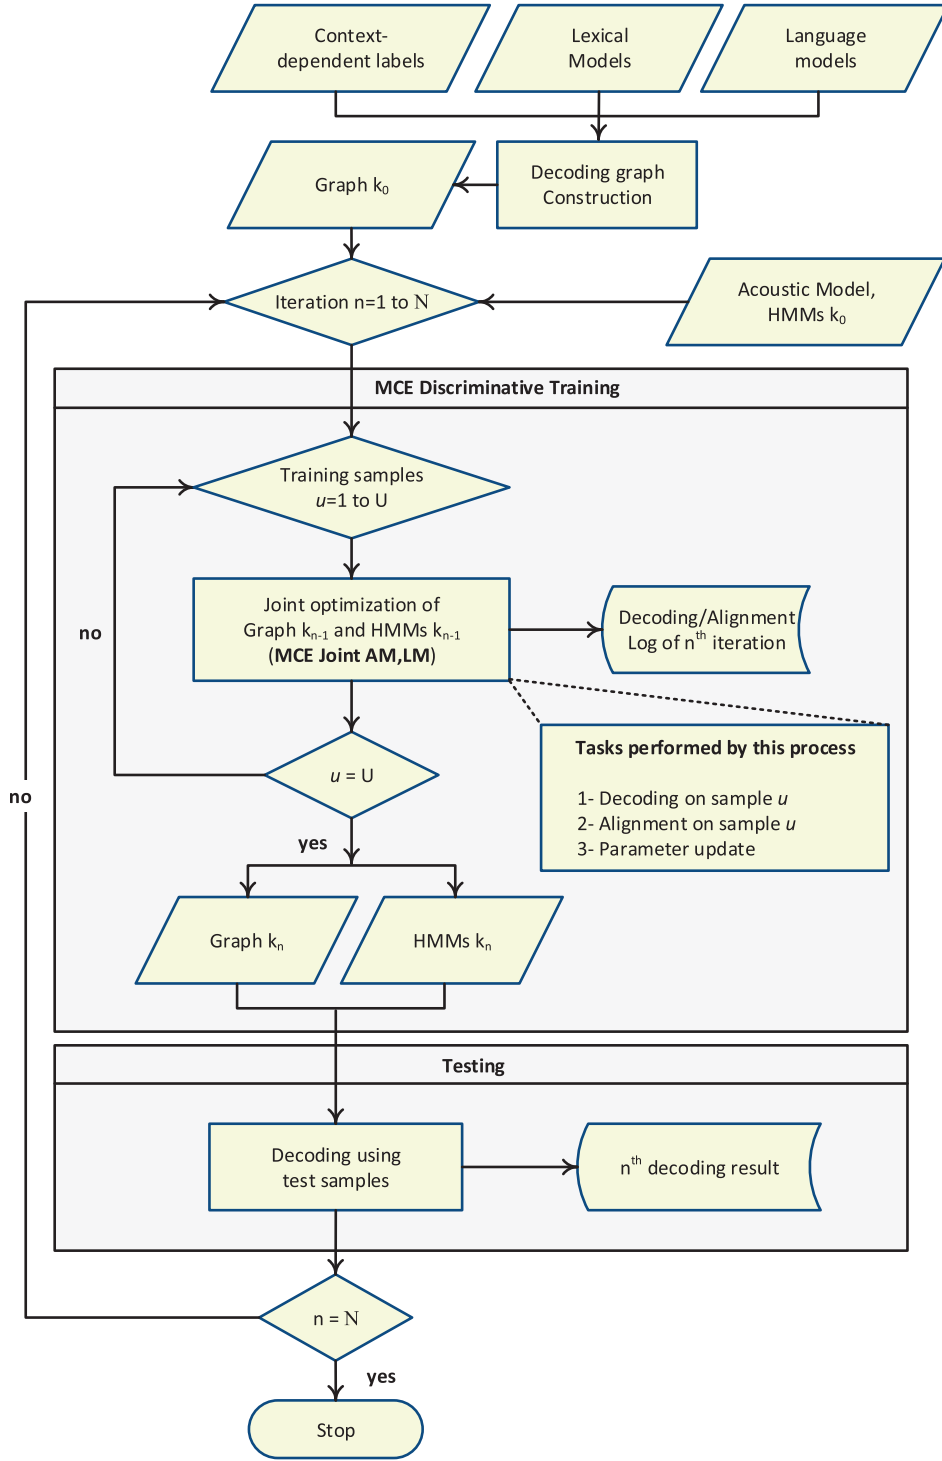 Context-
dependent labels
Lexical
Models
Language
models
Decoding graph
Construction
Graph k₀
Iteration n=1 to N
Acoustic Model,
HMMs k₀
MCE Discriminative Training
Training samples
u=1 to U
Joint optimization of
Graph kₙ₋₁ and HMMs kₙ₋₁
(MCE Joint AM,LM)
Decoding/Alignment
Log of nᵗʰ iteration
no
Tasks performed by this process
1- Decoding on sample u
2- Alignment on sample u
3- Parameter update
u = U
no
yes
Graph kₙ
HMMs kₙ
Testing
Decoding using
test samples
nᵗʰ decoding result
n = N
yes
Stop